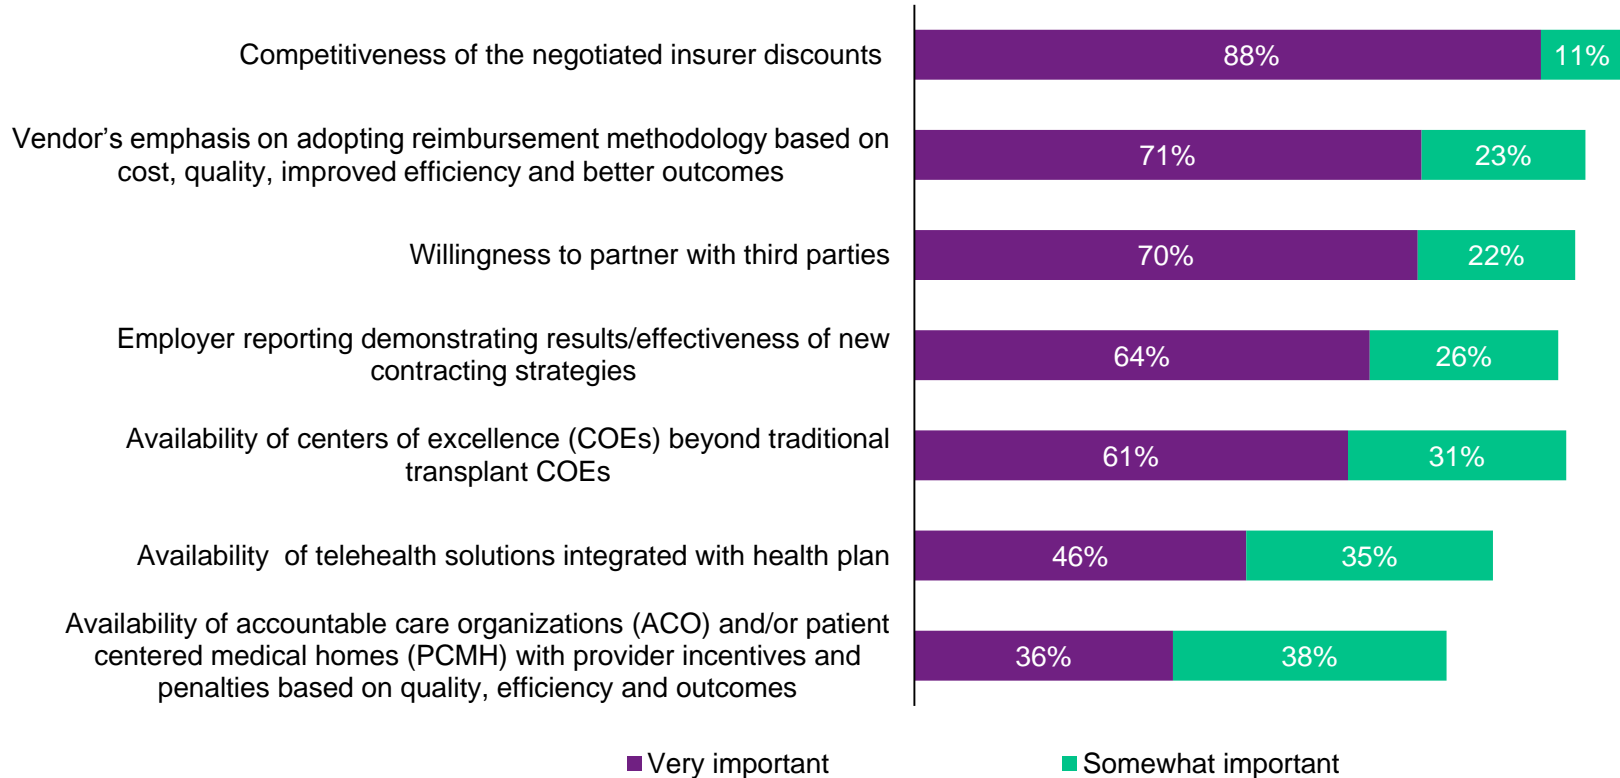 Competitiveness of the negotiated insurer discounts
88%
11%
Vendor’s emphasis on adopting reimbursement methodology based on
cost, quality, improved efficiency and better outcomes
71%
23%
Willingness to partner with third parties
70%
22%
Employer reporting demonstrating results/effectiveness of new
contracting strategies
64%
26%
Availability of centers of excellence (COEs) beyond traditional
transplant COEs
61%
31%
Availability  of telehealth solutions integrated with health plan
46%
35%
Availability of accountable care organizations (ACO) and/or patient
centered medical homes (PCMH) with provider incentives and
penalties based on quality, efficiency and outcomes
36%
38%
Very important
Somewhat important